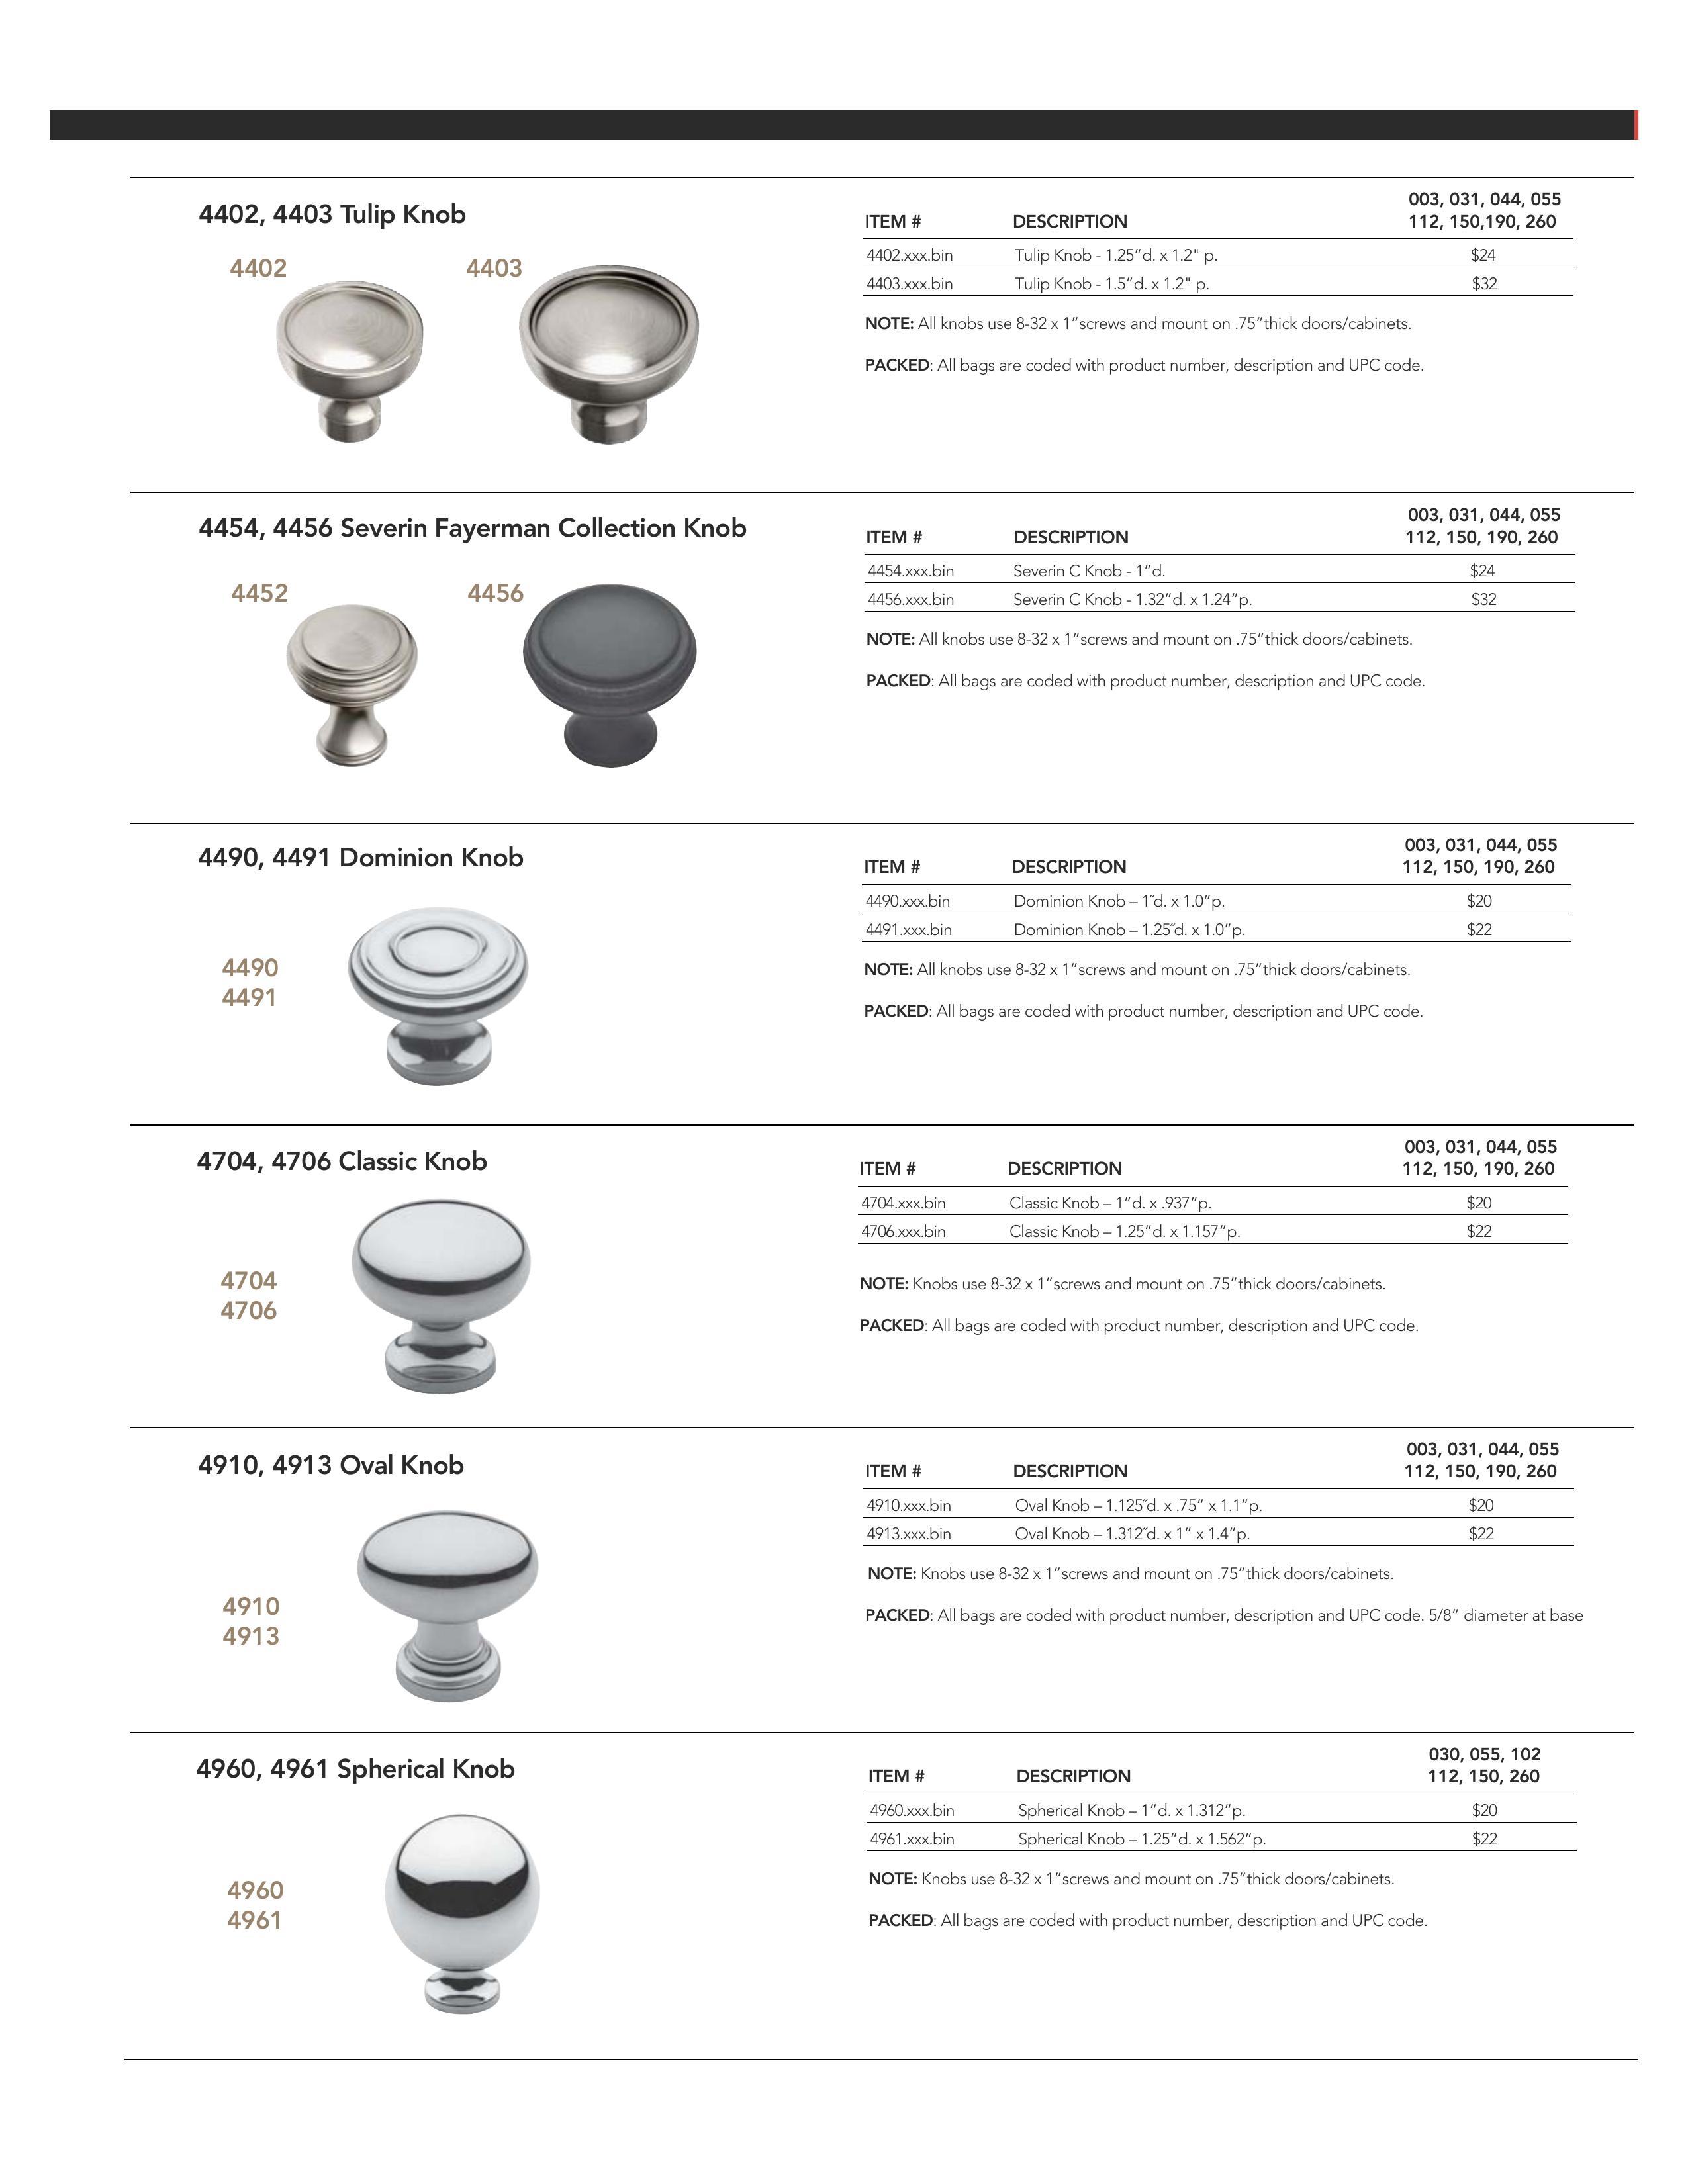 4402, 4403 Tulip Knob
4402
4403
003, 031, 044, 055
ITEM # DESCRIPTION 112, 150,190, 260
4402.xxx.bin Tulip Knob - 1.25”d. x 1.2" p. $24
4403.xxx.bin Tulip Knob - 1.5”d. x 1.2" p. $32
NOTE: All knobs use 8-32 x 1”screws and mount on .75”thick doors/cabinets.
PACKED: All bags are coded with product number, description and UPC code.
4454, 4456 Severin Fayerman Collection Knob
4452
4456
003, 031, 044, 055
ITEM # DESCRIPTION 112, 150, 190, 260
4454.xxx.bin Severin C Knob - 1”d. $24
4456.xxx.bin Severin C Knob - 1.32”d. x 1.24”p. $32
NOTE: All knobs use 8-32 x 1”screws and mount on .75”thick doors/cabinets.
PACKED: All bags are coded with product number, description and UPC code.
4490, 4491 Dominion Knob
4490
4491
003, 031, 044, 055
ITEM # DESCRIPTION 112, 150, 190, 260
4490.xxx.bin Dominion Knob – 1˝d. x 1.0”p. $20
4491.xxx.bin Dominion Knob – 1.25˝d. x 1.0”p. $22
NOTE: All knobs use 8-32 x 1”screws and mount on .75”thick doors/cabinets.
PACKED: All bags are coded with product number, description and UPC code.
4704, 4706 Classic Knob
4704
4706
003, 031, 044, 055
ITEM # DESCRIPTION 112, 150, 190, 260
4704.xxx.bin Classic Knob – 1”d. x .937”p. $20
4706.xxx.bin Classic Knob – 1.25”d. x 1.157”p. $22
NOTE: Knobs use 8-32 x 1”screws and mount on .75”thick doors/cabinets.
PACKED: All bags are coded with product number, description and UPC code.
4910, 4913 Oval Knob
4910
4913
003, 031, 044, 055
ITEM # DESCRIPTION 112, 150, 190, 260
4910.xxx.bin Oval Knob – 1.125˝d. x .75” x 1.1”p. $20
4913.xxx.bin Oval Knob – 1.312˝d. x 1” x 1.4”p. $22
NOTE: Knobs use 8-32 x 1”screws and mount on .75”thick doors/cabinets.
PACKED: All bags are coded with product number, description and UPC code. 5/8” diameter at base
4960, 4961 Spherical Knob
4960
4961
030, 055, 102
ITEM # DESCRIPTION 112, 150, 260
4960.xxx.bin Spherical Knob – 1”d. x 1.312”p. $20
4961.xxx.bin Spherical Knob – 1.25”d. x 1.562”p. $22
NOTE: Knobs use 8-32 x 1”screws and mount on .75”thick doors/cabinets.
PACKED: All bags are coded with product number, description and UPC code.